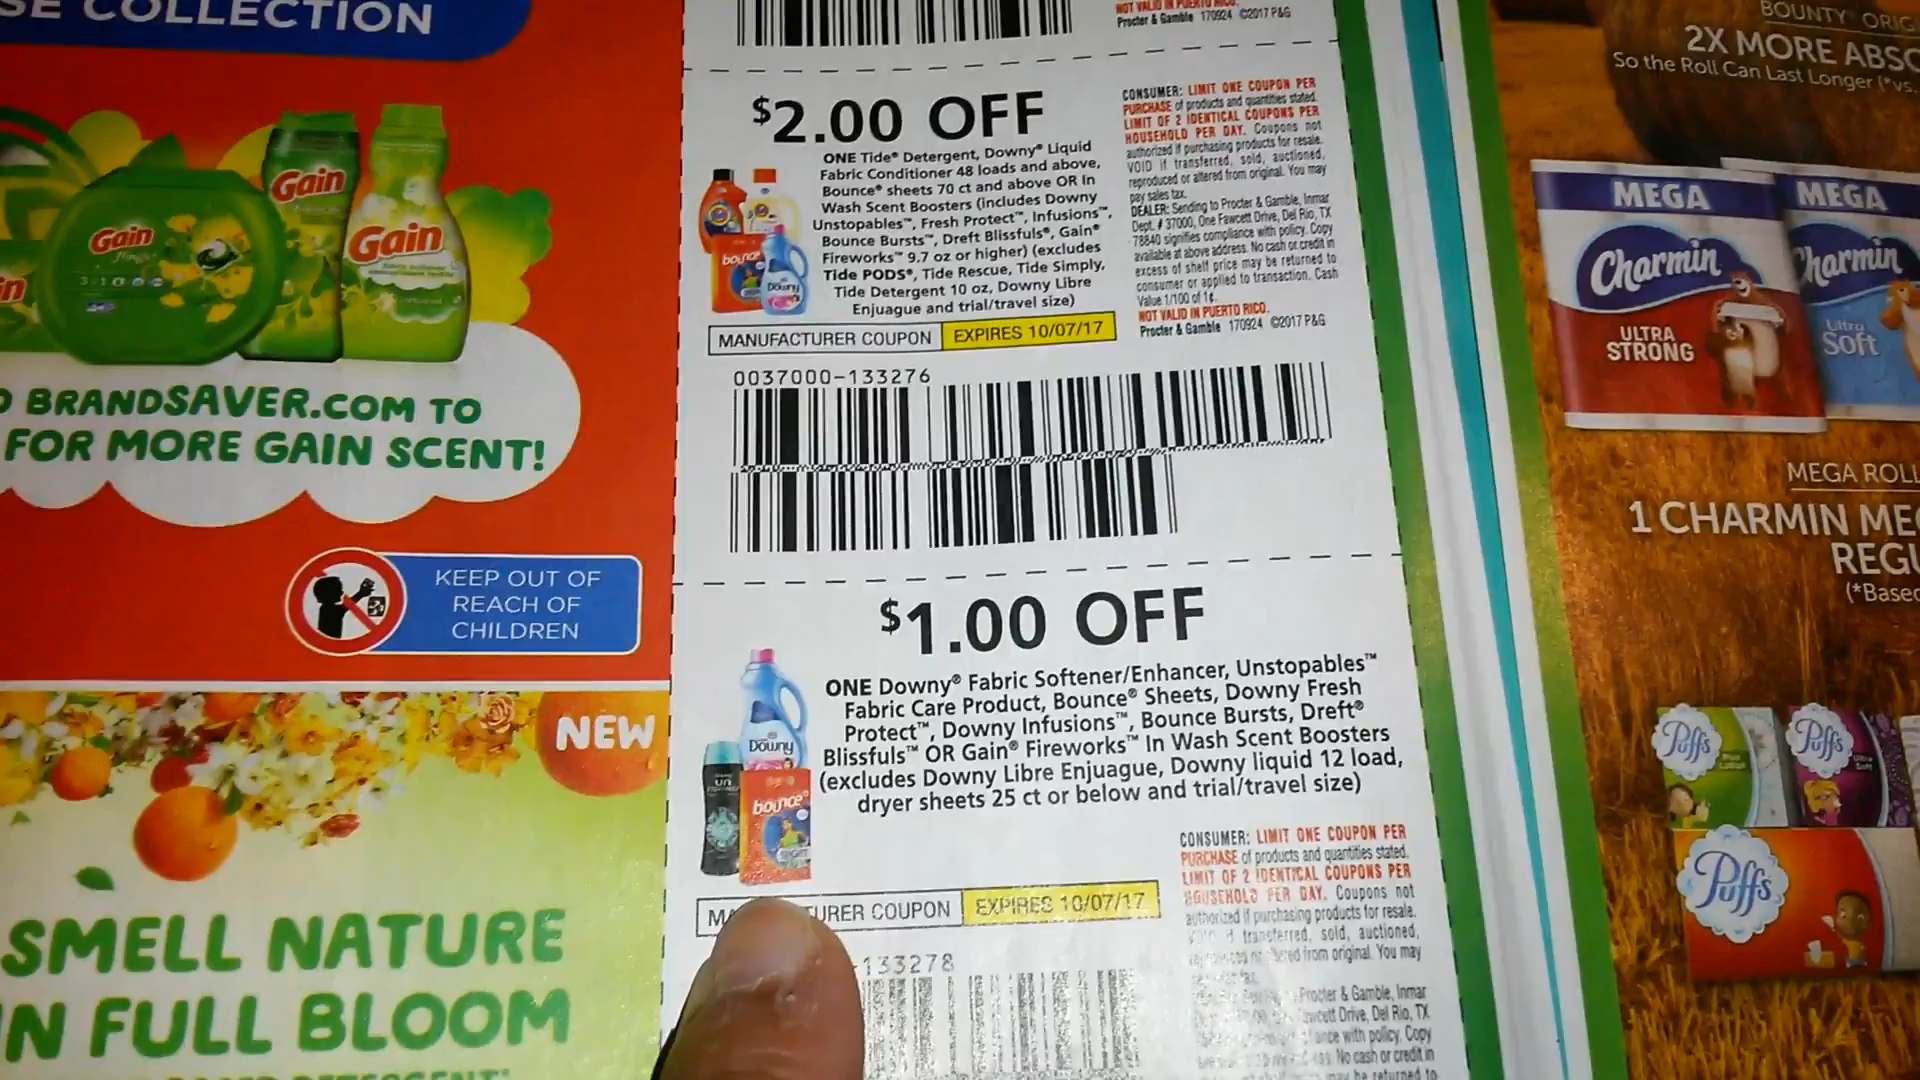 SE COLLECTION
Gain
Gain
flings!
Gain
BRANDSAVER.COM TO
FOR MORE GAIN SCENT!
KEEP OUT OF
REACH OF
CHILDREN
NEW
SMELL NATURE
IN FULL BLOOM
NOT VALID IN PUERTO RICO.
Procter & Gamble 170924 ©2017 P&G
$2.00 OFF
ONE Tide® Detergent, Downy® Liquid
Fabric Conditioner 48 loads and above,
Bounce® sheets 70 ct and above OR In
Wash Scent Boosters (includes Downy
Unstopables™, Fresh Protect™, Infusions™,
Bounce Bursts™, Dreft Blissfuls®, Gain®
Fireworks™ 9.7 oz or higher) (excludes
Tide PODS®, Tide Rescue, Tide Simply,
Tide Detergent 10 oz, Downy Libre
Enjuague and trial/travel size)
bounce
Downy
MANUFACTURER COUPON EXPIRES 10/07/17
CONSUMER: LIMIT ONE COUPON PER
PURCHASE of products and quantities stated.
LIMIT OF 2 IDENTICAL COUPONS PER
HOUSEHOLD PER DAY. Coupons not
authorized if purchasing products for resale.
VOID if transferred, sold, auctioned,
reproduced or altered from original. You may
pay sales tax.
DEALER: Sending to Procter & Gamble, Inmar
Dept. # 37000, One Fawcett Drive, Del Rio, TX
78840 signifies compliance with policy. Copy
available at above address. No cash or credit in
excess of shelf price may be returned to
consumer or applied to transaction. Cash
Value 1/100 of 1¢.
NOT VALID IN PUERTO RICO.
Procter & Gamble 170924 ©2017 P&G
0037000-133276
$1.00 OFF
ONE Downy® Fabric Softener/Enhancer, Unstopables™
Fabric Care Product, Bounce® Sheets, Downy Fresh
Protect™, Downy Infusions™, Bounce Bursts, Dreft®
Blissfuls™ OR Gain® Fireworks™ In Wash Scent Boosters
(excludes Downy Libre Enjuague, Downy liquid 12 load,
dryer sheets 25 ct or below and trial/travel size)
Downy
bounce
EXPIRES 10/07/17
COUPON
-133278
CONSUMER: LIMIT ONE COUPON PER
PURCHASE of products and quantities stated.
LIMIT OF 2 IDENTICAL COUPONS PER
HOUSEHOLD PER DAY. Coupons not
authorized if purchasing products for resale.
if transferred, sold, auctioned,
from original. You may
Procter & Gamble, Inmar
Drive, Del Rio, TX
with policy. Copy
No cash or credit in
may be returned to
BOUNTY® ORIG
2X MORE ABSO
So the Roll Can Last Longer (*vs.
MEGA
Charmin
ULTRA
STRONG
MEGA
Charmin
Ultra
Soft
MEGA ROLL
1 CHARMIN MEG
REGU
(*Based
Puffs
Puffs
Puffs